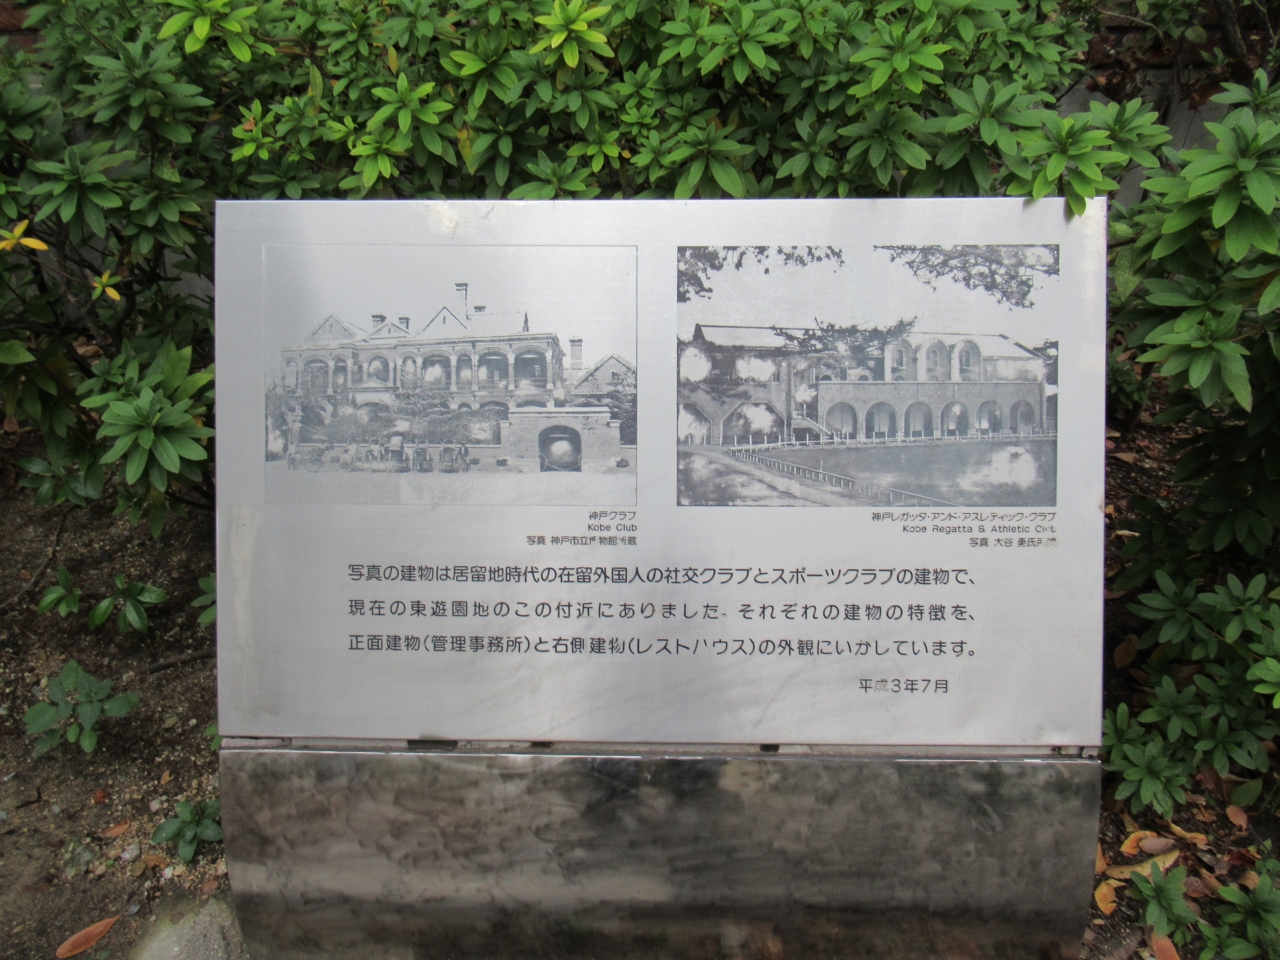 神戸クラブ
Kobe Club
写真 神戸市立博物館所蔵
神戸レガッタ・アンド・アスレティック・クラブ
Kobe Regatta & Athletic Club
写真 大谷 勇氏所蔵
写真の建物は居留地時代の在留外国人の社交クラブとスポーツクラブの建物で、
現在の東遊園地のこの付近にありました。それぞれの建物の特徴を、
正面建物(管理事務所)と右側建物(レストハウス)の外観にいかしています。
平成3年7月